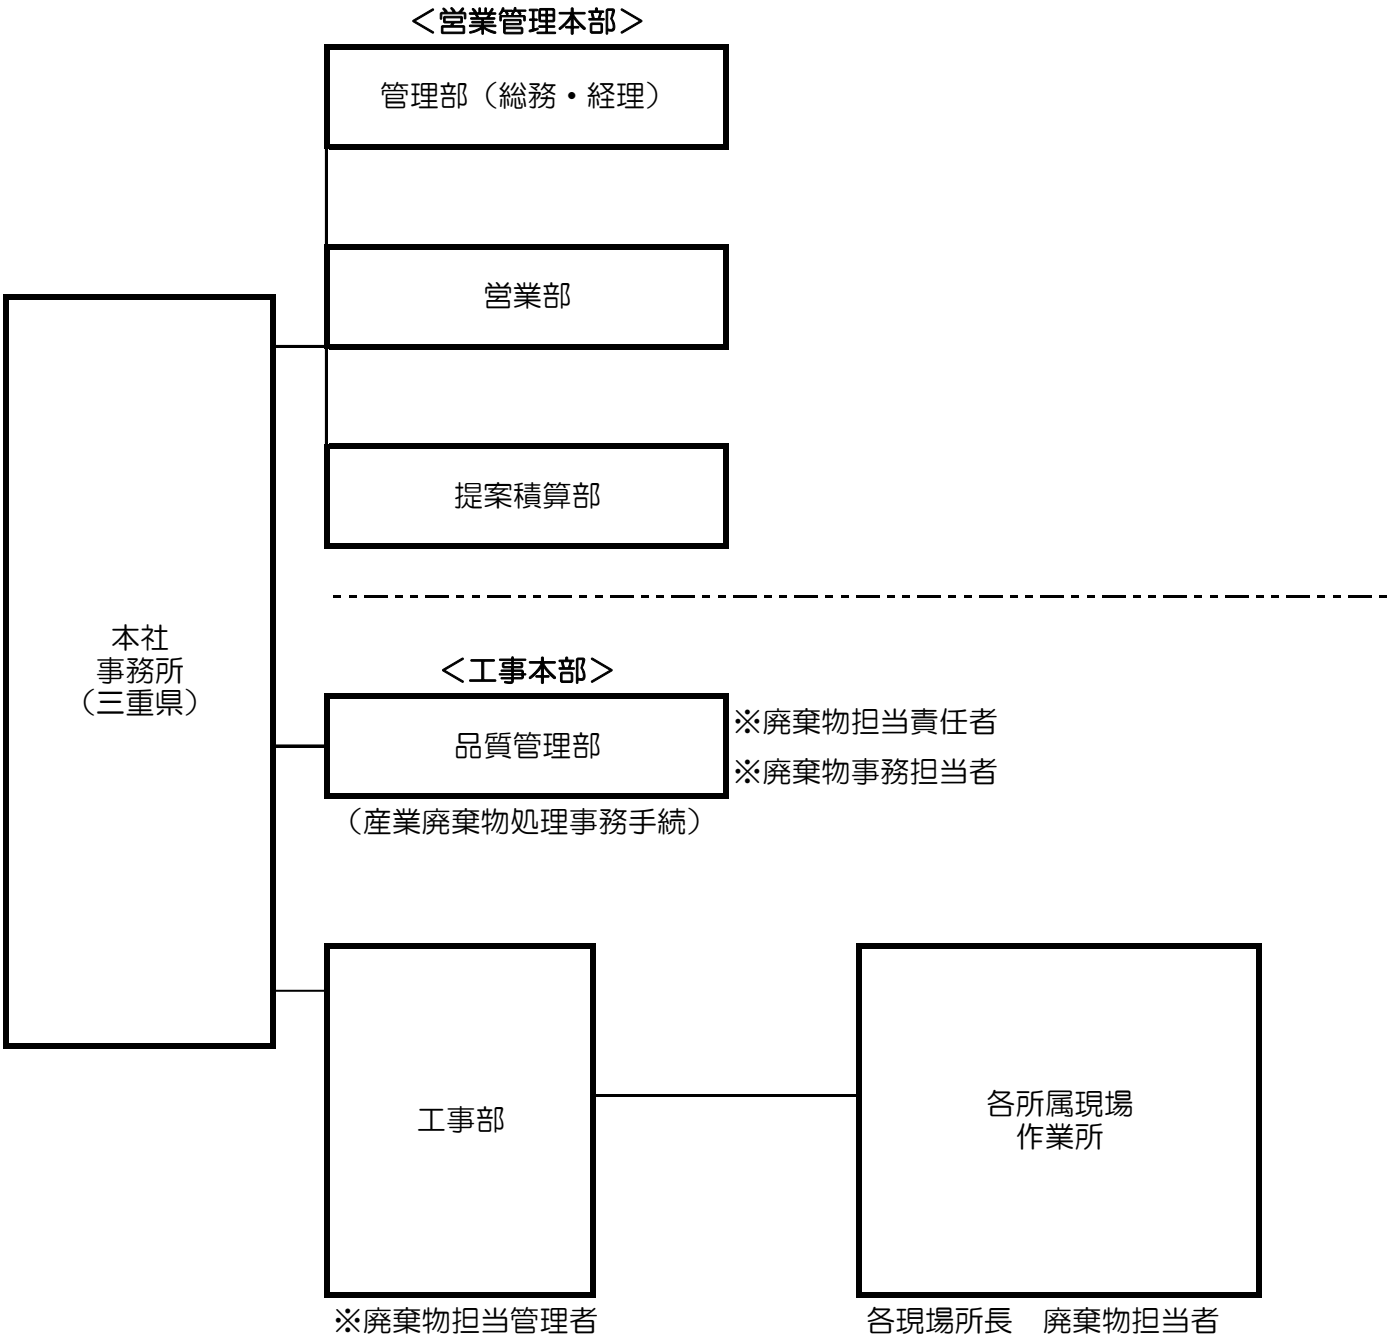 ＜営業管理本部＞
管理部（総務・経理）
営業部
提案積算部
本社
事務所
（三重県）
＜工事本部＞
品質管理部
※廃棄物担当責任者
※廃棄物事務担当者
（産業廃棄物処理事務手続）
工事部
各所属現場
作業所
※廃棄物担当管理者
各現場所長　廃棄物担当者